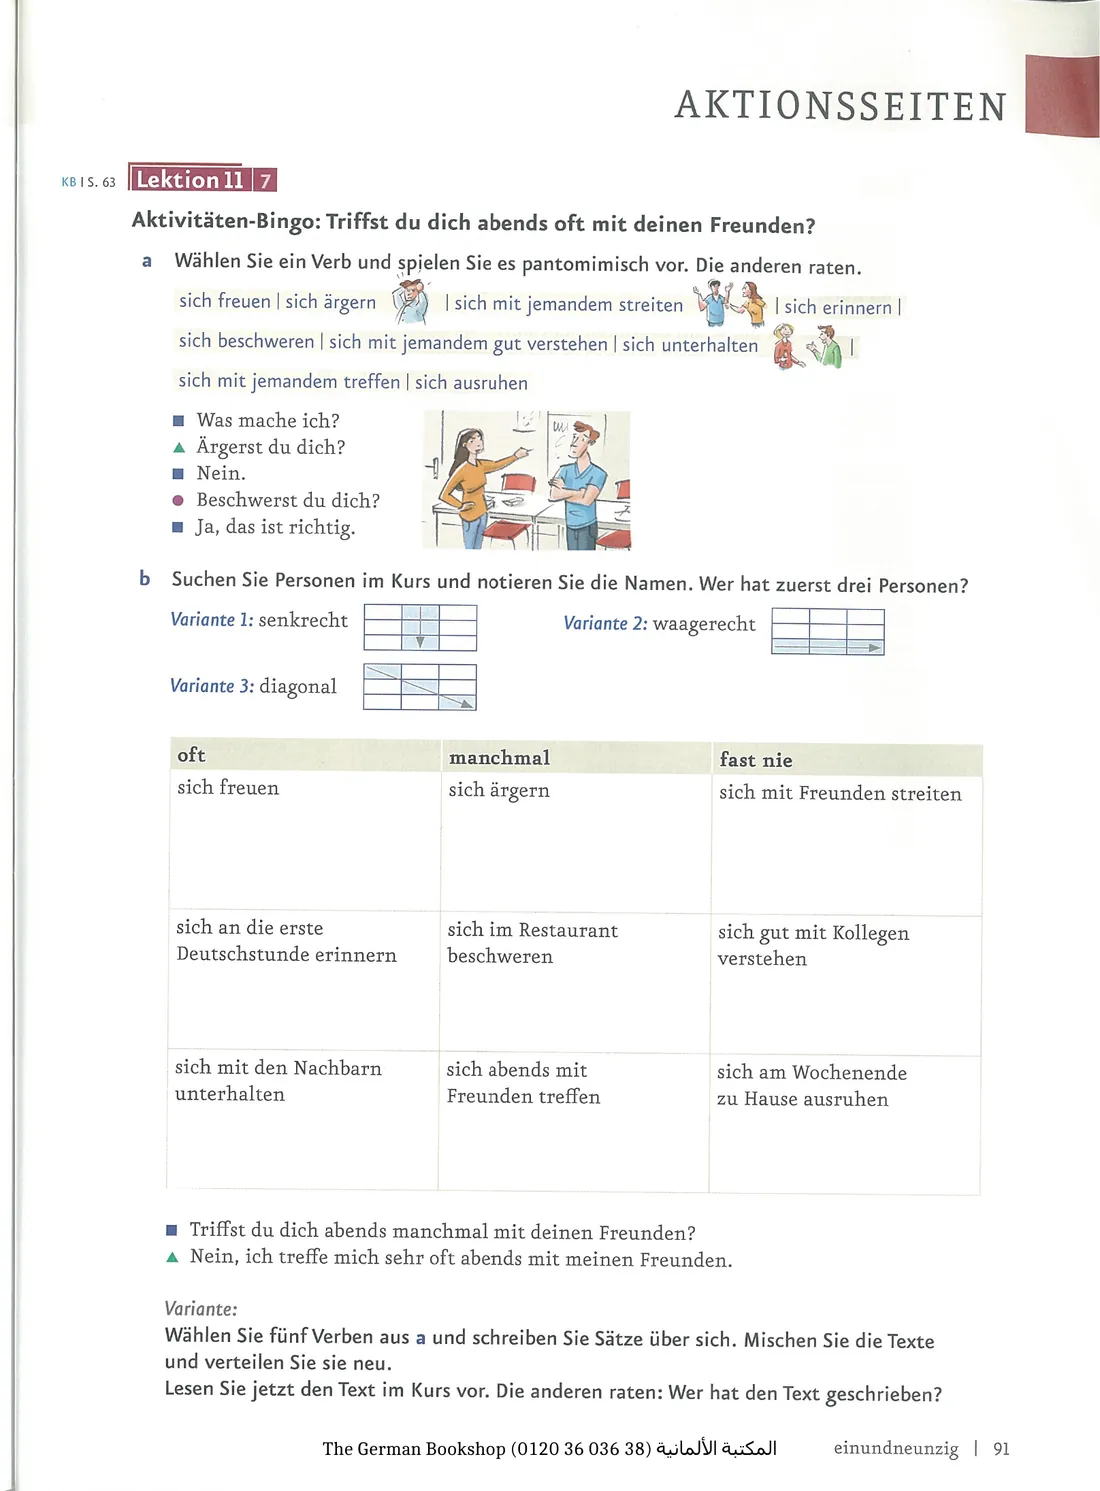 AKTIONSSEITEN
KB | S. 63 Lektion 11 | 7
Aktivitäten-Bingo: Triffst du dich abends oft mit deinen Freunden?
a Wählen Sie ein Verb und spielen Sie es pantomimisch vor. Die anderen raten.
sich freuen | sich ärgern | sich mit jemandem streiten | sich erinnern |
sich beschweren | sich mit jemandem gut verstehen | sich unterhalten |
sich mit jemandem treffen | sich ausruhen
■ Was mache ich?
▲ Ärgerst du dich?
■ Nein.
● Beschwerst du dich?
■ Ja, das ist richtig.
b Suchen Sie Personen im Kurs und notieren Sie die Namen. Wer hat zuerst drei Personen?
Variante 1: senkrecht Variante 2: waagerecht
Variante 3: diagonal
oft manchmal fast nie
sich freuen sich ärgern sich mit Freunden streiten
sich an die erste sich im Restaurant sich gut mit Kollegen
Deutschstunde erinnern beschweren verstehen
sich mit den Nachbarn sich abends mit sich am Wochenende
unterhalten Freunden treffen zu Hause ausruhen
■ Triffst du dich abends manchmal mit deinen Freunden?
▲ Nein, ich treffe mich sehr oft abends mit meinen Freunden.
Variante:
Wählen Sie fünf Verben aus a und schreiben Sie Sätze über sich. Mischen Sie die Texte
und verteilen Sie sie neu.
Lesen Sie jetzt den Text im Kurs vor. Die anderen raten: Wer hat den Text geschrieben?
The German Bookshop (0120 36 036 38) المكتبة الألمانية einundneunzig | 91